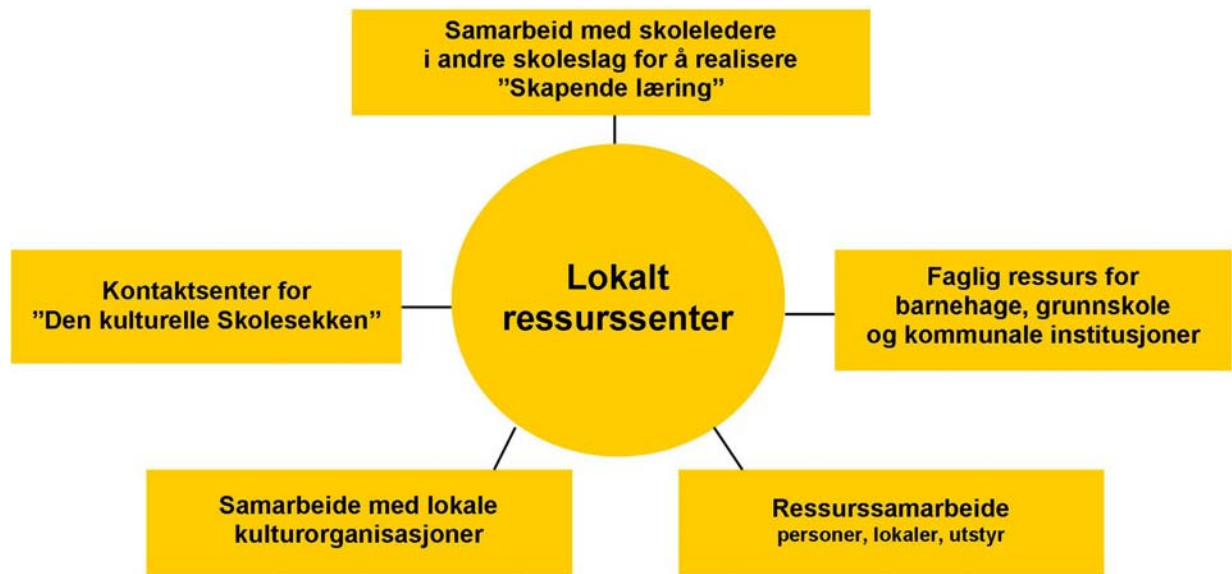 Samarbeid med skoleledere
i andre skoleslag for å realisere
”Skapende læring”
Lokalt
ressurssenter
Kontaktsenter for
”Den kulturelle Skolesekken”
Faglig ressurs for
barnehage, grunnskole
og kommunale institusjoner
Samarbeide med lokale
kulturorganisasjoner
Ressurssamarbeide
personer, lokaler, utstyr